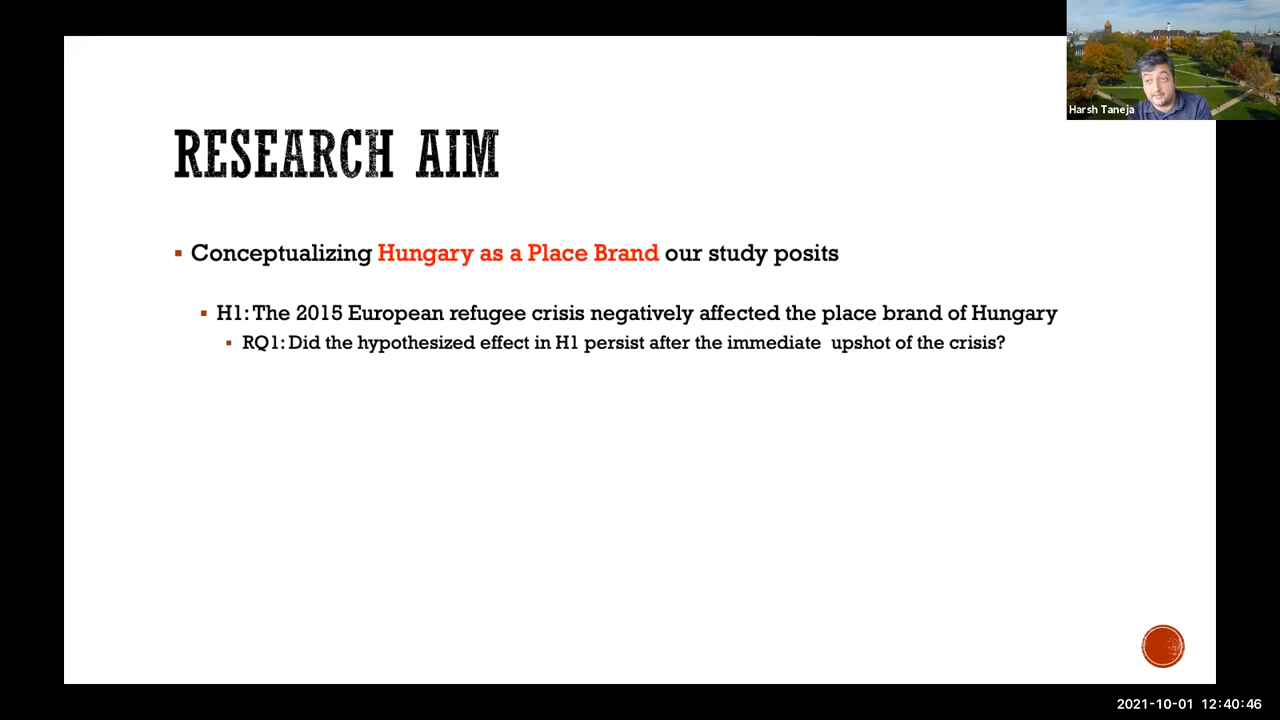 Harsh Taneja
RESEARCH AIM
Conceptualizing Hungary as a Place Brand our study posits
H1: The 2015 European refugee crisis negatively affected the place brand of Hungary
RQ1: Did the hypothesized effect in H1 persist after the immediate upshot of the crisis?
2021-10-01 12:40:46